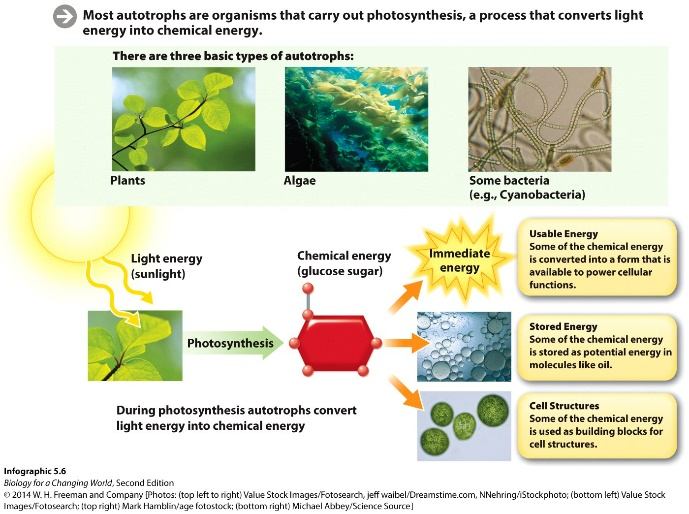 Most autotrophs are organisms that carry out photosynthesis, a process that converts light
energy into chemical energy.
There are three basic types of autotrophs:
Plants
Algae
Some bacteria
(e.g., Cyanobacteria)
Light energy
(sunlight)
Photosynthesis
Chemical energy
(glucose sugar)
Immediate
energy
Usable Energy
Some of the chemical energy
is converted into a form that is
available to power cellular
functions.
Stored Energy
Some of the chemical energy
is stored as potential energy in
molecules like oil.
Cell Structures
Some of the chemical energy
is used as building blocks for
cell structures.
During photosynthesis autotrophs convert
light energy into chemical energy
Infographic 5.6
Biology for a Changing World, Second Edition
© 2014 W. H. Freeman and Company [Photos: (top left to right) Value Stock Images/Fotosearch, jeff waibel/Dreamstime.com, NNehring/iStockphoto; (bottom left) Value Stock
Images/Fotosearch; (top right) Mark Hamblin/age fotostock; (bottom right) Michael Abbey/Science Source]